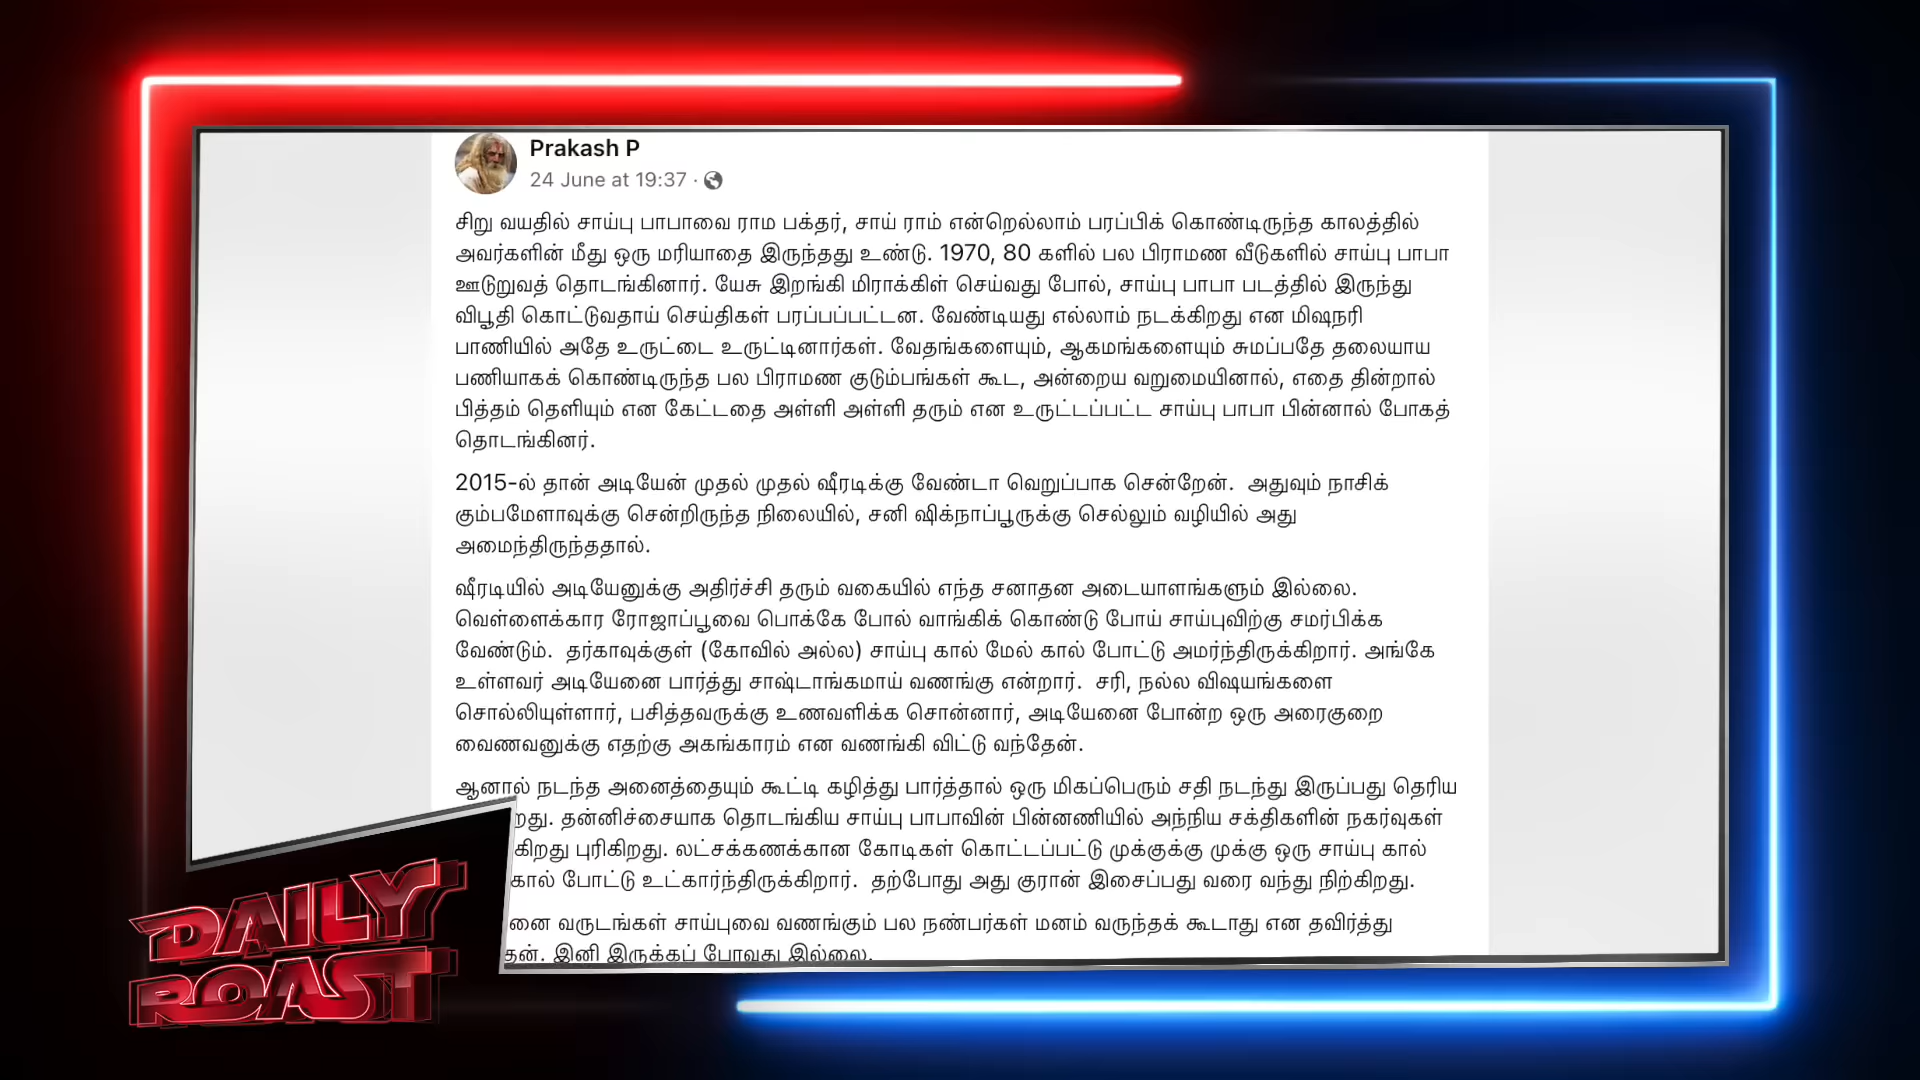 Prakash P
24 June at 19:37 ·
சிறு வயதில் சாய்பு பாபாவை ராம பக்தர், சாய் ராம் என்றெல்லாம் பரப்பிக் கொண்டிருந்த காலத்தில்
அவர்களின் மீது ஒரு மரியாதை இருந்தது உண்டு. 1970, 80 களில் பல பிராமண வீடுகளில் சாய்பு பாபா
ஊடுறுவத் தொடங்கினார். யேசு இறங்கி மிராக்கிள் செய்வது போல், சாய்பு பாபா படத்தில் இருந்து
விபூதி கொட்டுவதாய் செய்திகள் பரப்பப்பட்டன. வேண்டியது எல்லாம் நடக்கிறது என மிஷநரி
பாணியில் அதே உருட்டை உருட்டினார்கள். வேதங்களையும், ஆகமங்களையும் சுமப்பதே தலையாய
பணியாகக் கொண்டிருந்த பல பிராமண குடும்பங்கள் கூட, அன்றைய வறுமையினால், எதை தின்றால்
பித்தம் தெளியும் என கேட்டதை அள்ளி அள்ளி தரும் என உருட்டப்பட்ட சாய்பு பாபா பின்னால் போகத்
தொடங்கினர்.
2015-ல் தான் அடியேன் முதல் முதல் ஷீரடிக்கு வேண்டா வெறுப்பாக சென்றேன். அதுவும் நாசிக்
கும்பமேளாவுக்கு சென்றிருந்த நிலையில், சனி ஷிக்நாப்பூருக்கு செல்லும் வழியில் அது
அமைந்திருந்ததால்.
ஷீரடியில் அடியேனுக்கு அதிர்ச்சி தரும் வகையில் எந்த சனாதன அடையாளங்களும் இல்லை.
வெள்ளைக்கார ரோஜாப்பூவை பொக்கே போல் வாங்கிக் கொண்டு போய் சாய்புவிற்கு சமர்பிக்க
வேண்டும். தர்காவுக்குள் (கோவில் அல்ல) சாய்பு கால் மேல் கால் போட்டு அமர்ந்திருக்கிறார். அங்கே
உள்ளவர் அடியேனை பார்த்து சாஷ்டாங்கமாய் வணங்கு என்றார். சரி, நல்ல விஷயங்களை
சொல்லியுள்ளார், பசித்தவருக்கு உணவளிக்க சொன்னார், அடியேனை போன்ற ஒரு அரைகுறை
வைணவனுக்கு எதற்கு அகங்காரம் என வணங்கி விட்டு வந்தேன்.
ஆனால் நடந்த அனைத்தையும் கூட்டி கழித்து பார்த்தால் ஒரு மிகப்பெரும் சதி நடந்து இருப்பது தெரிய
றது. தன்னிச்சையாக தொடங்கிய சாய்பு பாபாவின் பின்னணியில் அந்நிய சக்திகளின் நகர்வுகள்
கிறது புரிகிறது. லட்சக்கணக்கான கோடிகள் கொட்டப்பட்டு முக்குக்கு முக்கு ஒரு சாய்பு கால்
கால் போட்டு உட்கார்ந்திருக்கிறார். தற்போது அது குரான் இசைப்பது வரை வந்து நிற்கிறது.
னை வருடங்கள் சாய்புவை வணங்கும் பல நண்பர்கள் மனம் வருந்தக் கூடாது என தவிர்த்து
தன். இனி இருக்கப் போவது இல்லை.
DAILY
ROAST